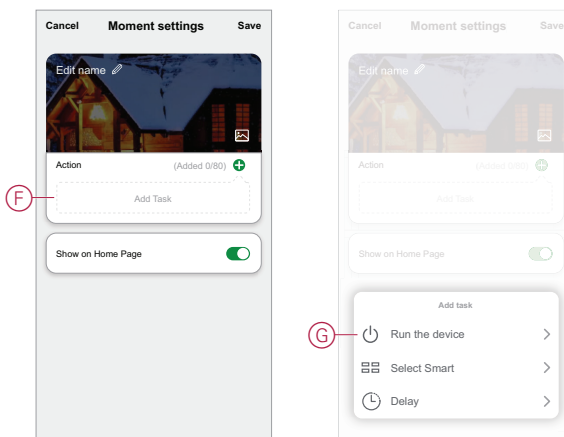 Cancel Moment settings Save
Edit name
Action (Added 0/80)
Add Task
F
Show on Home Page
Cancel Moment settings Save
Edit name
Action (Added 0/80)
Add Task
Show on Home Page
Add task
G
Run the device
Select Smart
Delay